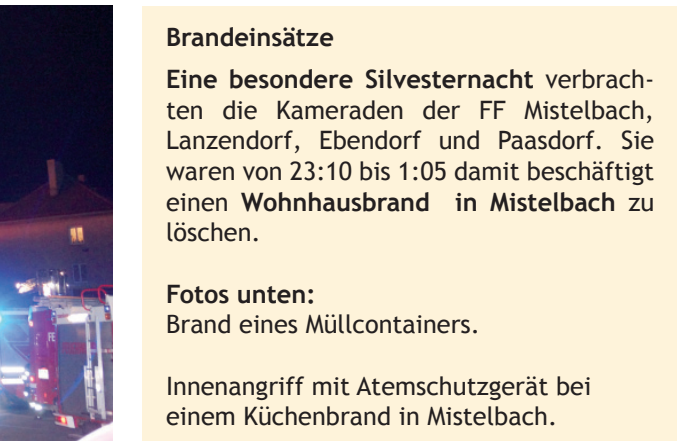 Brandeinsätze
Eine besondere Silvesternacht verbrach-
ten die Kameraden der FF Mistelbach,
Lanzendorf, Ebendorf und Paasdorf. Sie
waren von 23:10 bis 1:05 damit beschäftigt
einen Wohnhausbrand in Mistelbach zu
löschen.
Fotos unten:
Brand eines Müllcontainers.
Innenangriff mit Atemschutzgerät bei
einem Küchenbrand in Mistelbach.